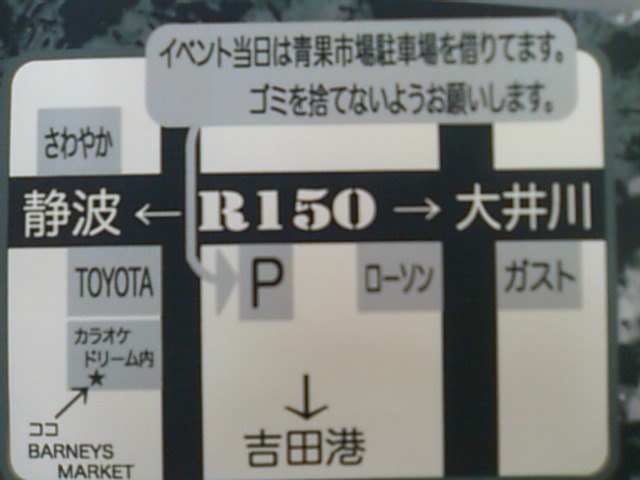 イベント当日は青果市場駐車場を借りてます。
ゴミを捨てないようお願いします。
さわやか
静波 ← R150 → 大井川
TOYOTA
P
ローソン
ガスト
カラオケ
ドリーム内
★
ココ
BARNEYS
MARKET
↓
吉田港